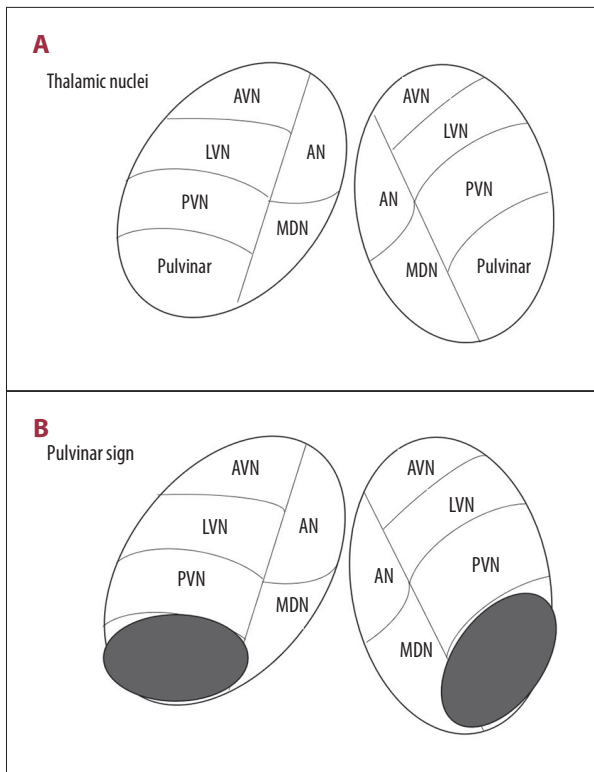 A
Thalamic nuclei
AVN
AVN
LVN
LVN
AN
PVN
AN
PVN
MDN
MDN
Pulvinar
Pulvinar
B
Pulvinar sign
AVN
AVN
LVN
LVN
AN
PVN
AN
PVN
MDN
MDN